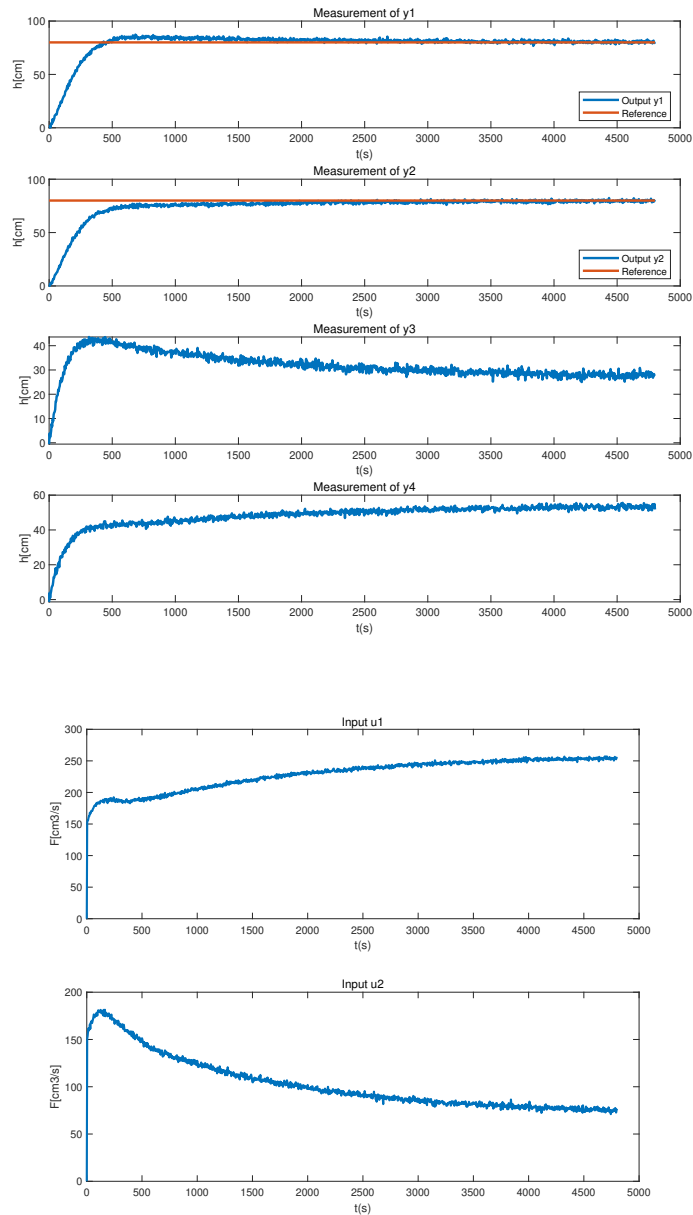 Measurement of y1
h[cm]
100
50
0
0 500 1000 1500 2000 2500 3000 3500 4000 4500 5000
t(s)
Output y1
Reference
Measurement of y2
h[cm]
100
50
0
0 500 1000 1500 2000 2500 3000 3500 4000 4500 5000
t(s)
Output y2
Reference
Measurement of y3
h[cm]
40
30
20
10
0
0 500 1000 1500 2000 2500 3000 3500 4000 4500 5000
t(s)
Measurement of y4
h[cm]
60
40
20
0
0 500 1000 1500 2000 2500 3000 3500 4000 4500 5000
t(s)
Input u1
F[cm3/s]
300
250
200
150
100
50
0
0 500 1000 1500 2000 2500 3000 3500 4000 4500 5000
t(s)
Input u2
F[cm3/s]
200
150
100
50
0
0 500 1000 1500 2000 2500 3000 3500 4000 4500 5000
t(s)